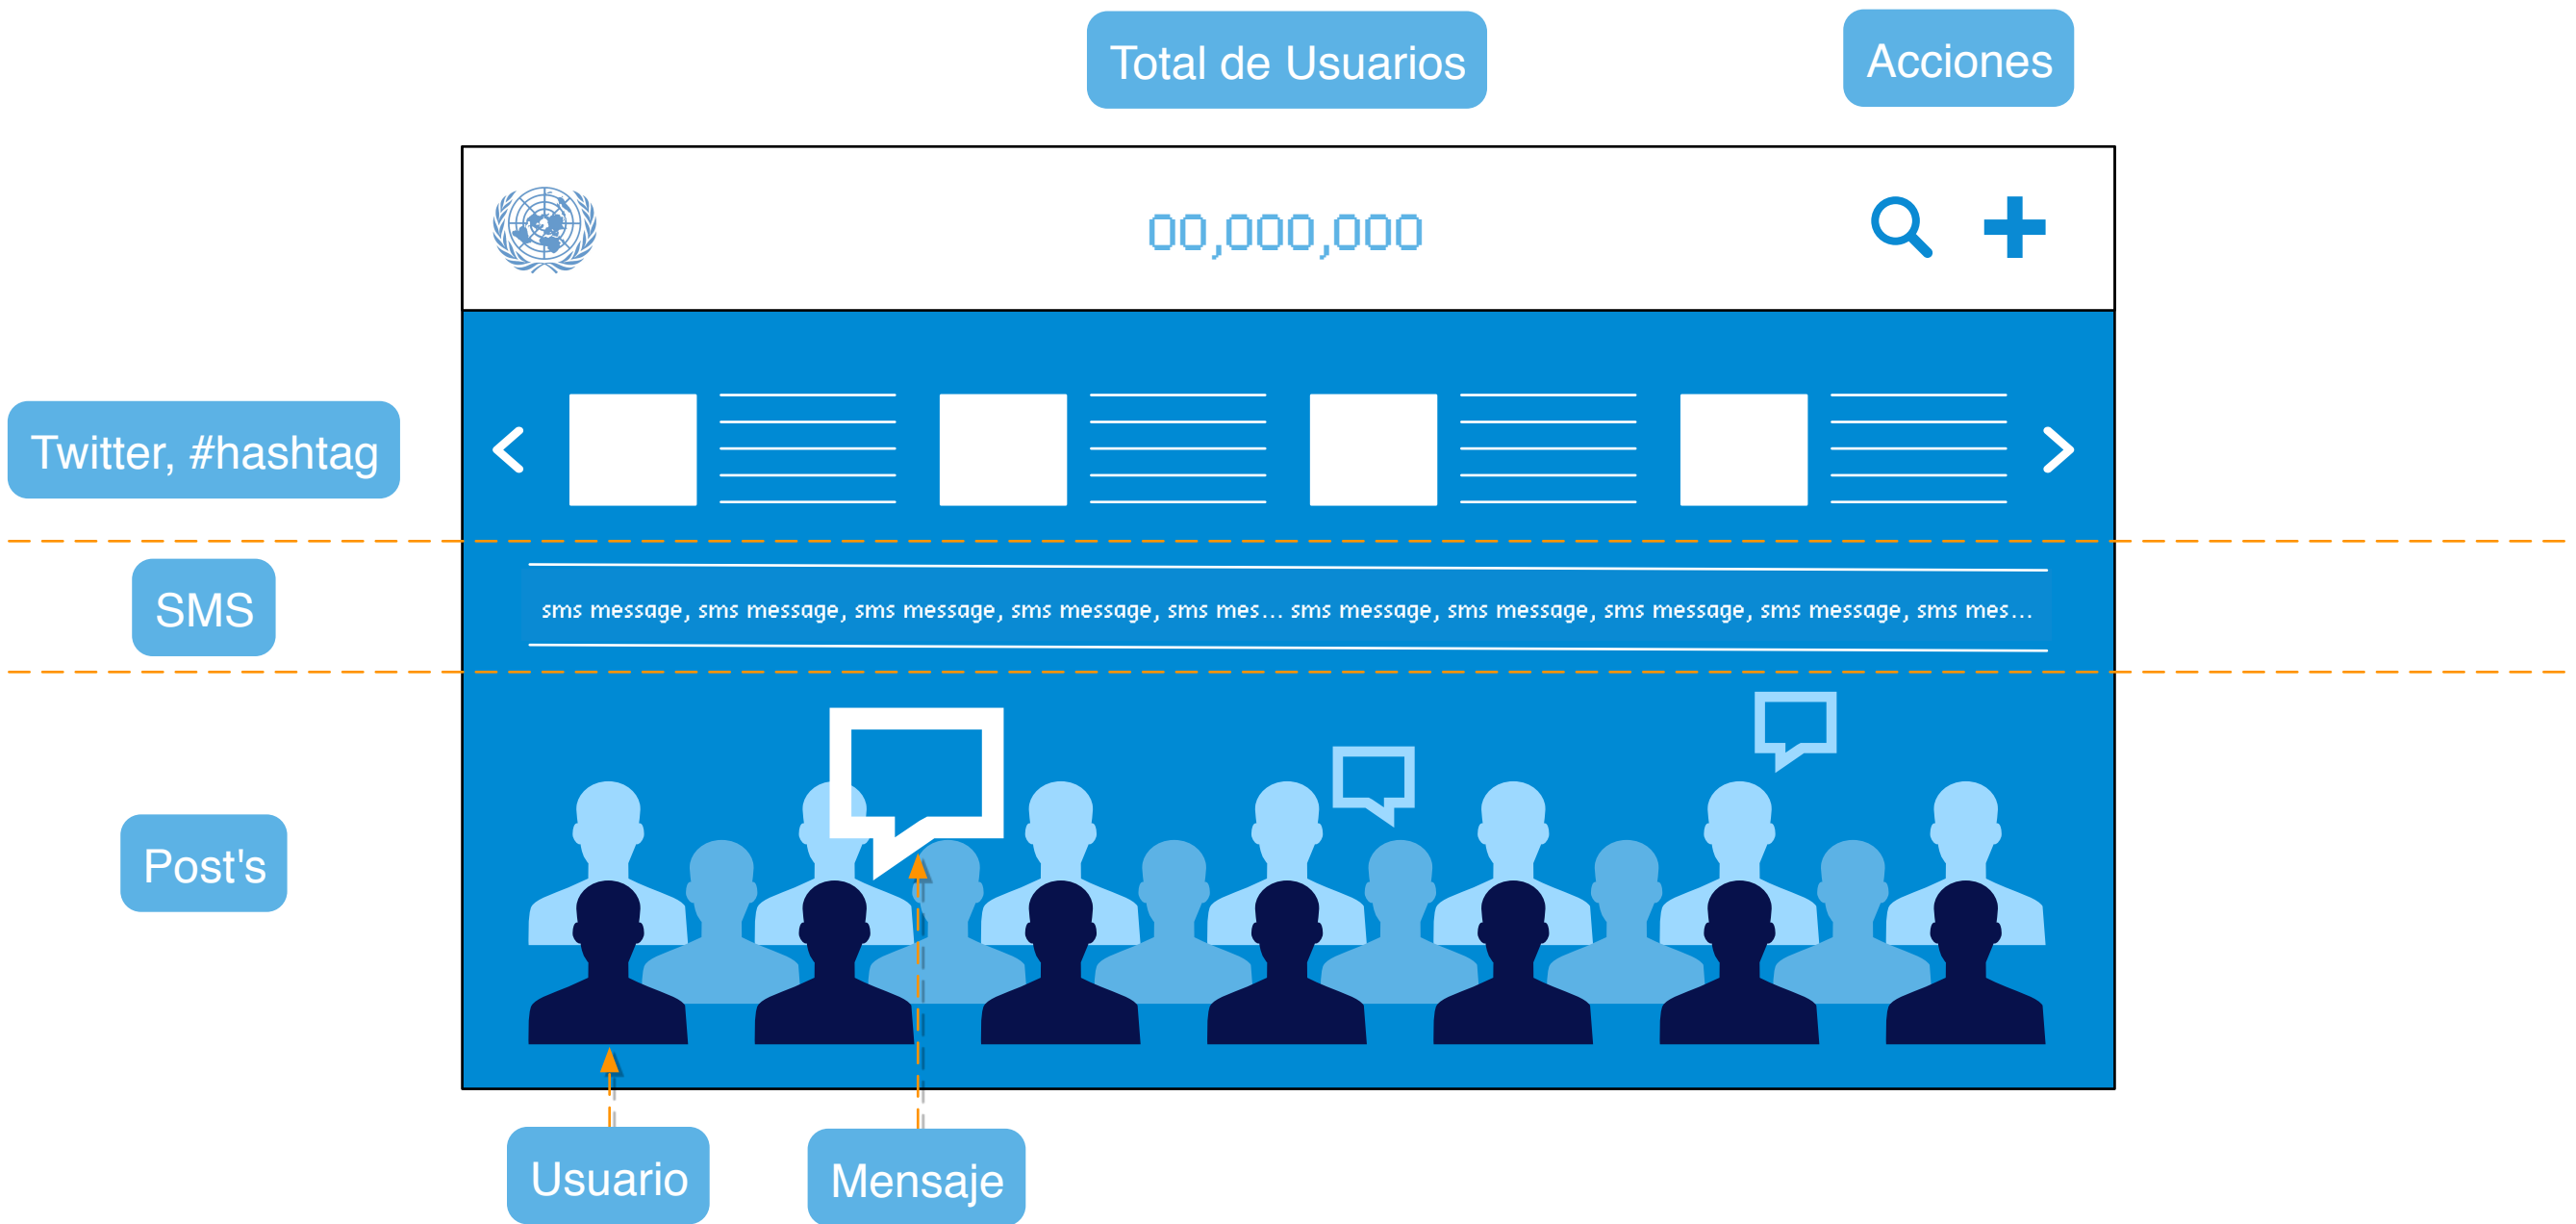 Total de Usuarios
Acciones
00,000,000
Twitter, #hashtag
SMS
sms message, sms message, sms message, sms message, sms mes... sms message, sms message, sms message, sms message, sms mes...
Post's
Usuario
Mensaje